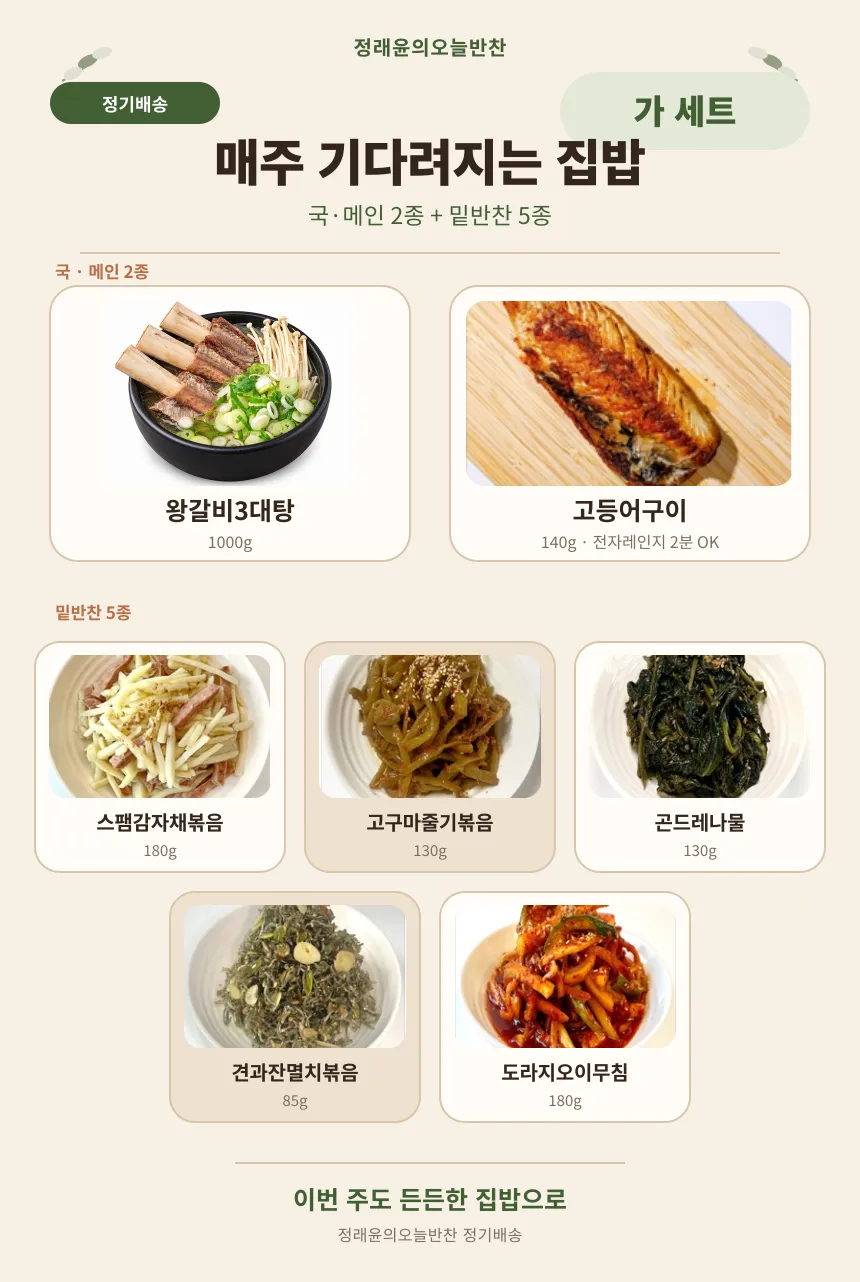 정래윤의오늘반찬
정기배송
가 세트
매주 기다려지는 집밥
국·메인 2종 + 밑반찬 5종
국 · 메인 2종
왕갈비3대탕
1000g
고등어구이
140g · 전자레인지 2분 OK
밑반찬 5종
스팸감자채볶음
180g
고구마줄기볶음
130g
곤드레나물
130g
견과잔멸치볶음
85g
도라지오이무침
180g
이번 주도 든든한 집밥으로
정래윤의오늘반찬 정기배송